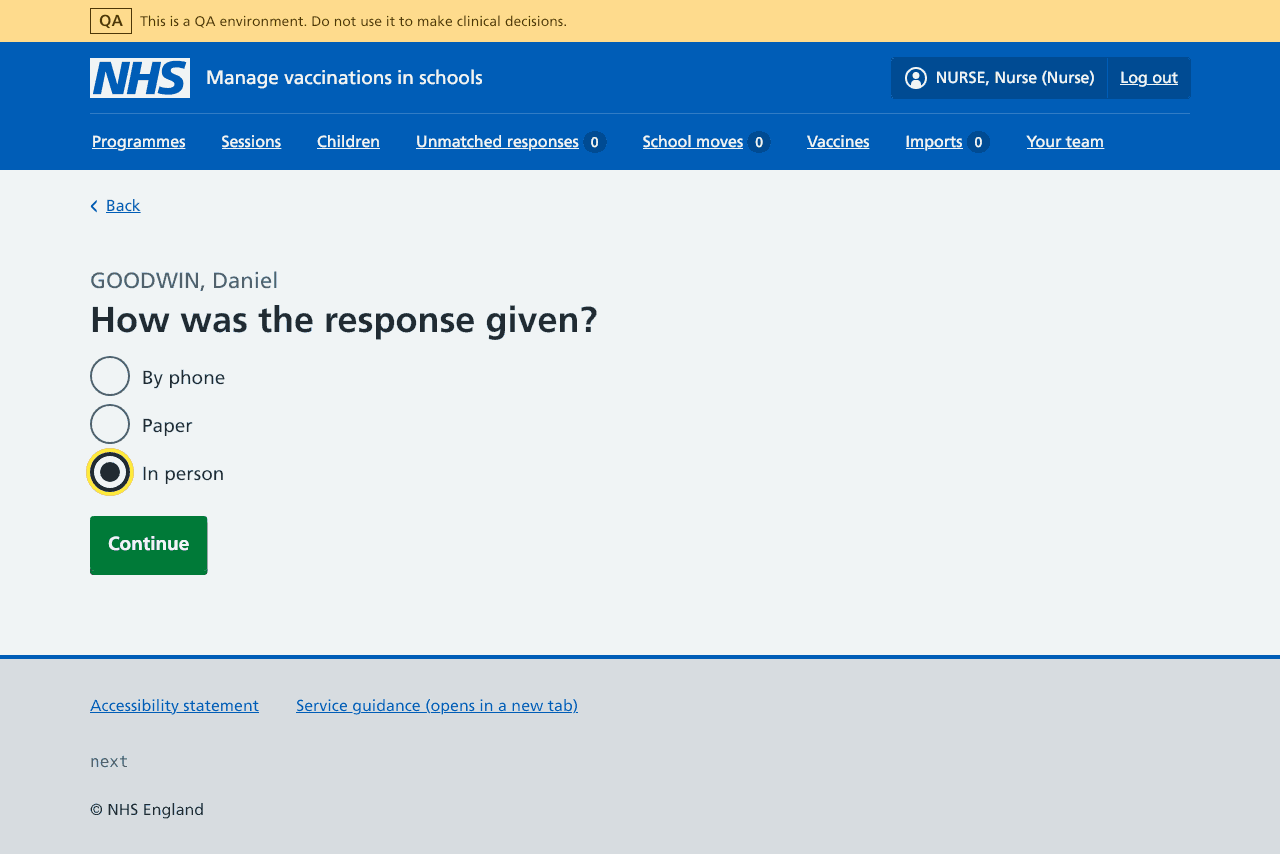 QA This is a QA environment. Do not use it to make clinical decisions.
NHS Manage vaccinations in schools NURSE, Nurse (Nurse) Log out
Programmes Sessions Children Unmatched responses 0 School moves 0 Vaccines Imports 0 Your team
Back
GOODWIN, Daniel
How was the response given?
By phone
Paper
In person
Continue
Accessibility statement Service guidance (opens in a new tab)
next
© NHS England